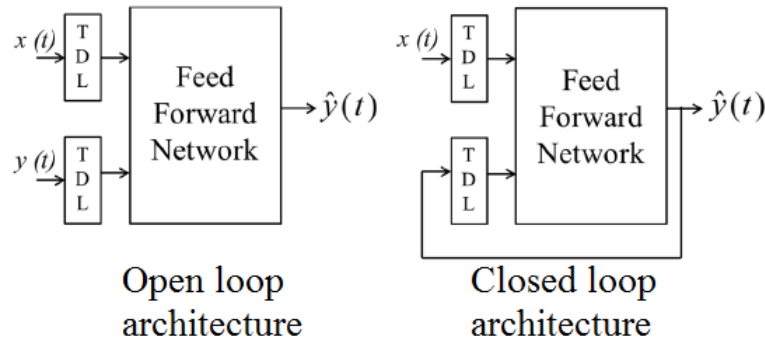 x (t)
T
D
L
y (t)
T
D
L
Feed
Forward
Network
ŷ(t)
Open loop
architecture
x (t)
T
D
L
T
D
L
Feed
Forward
Network
ŷ(t)
Closed loop
architecture